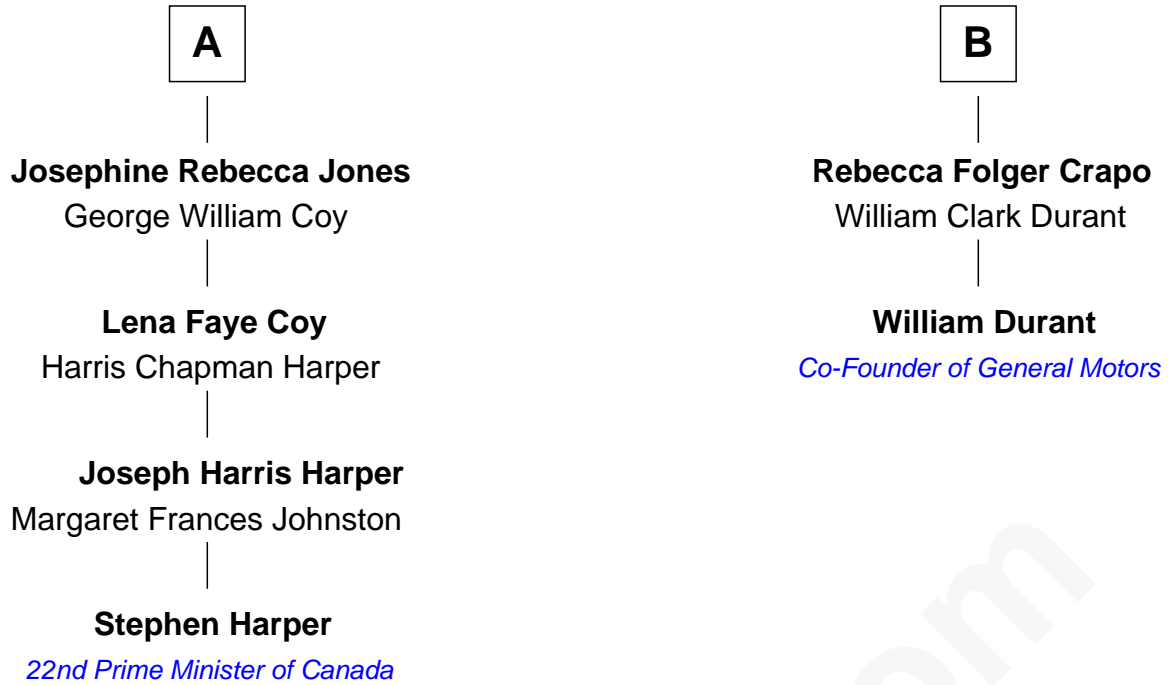 A
Josephine Rebecca Jones
George William Coy
Lena Faye Coy
Harris Chapman Harper
Joseph Harris Harper
Margaret Frances Johnston
Stephen Harper
22nd Prime Minister of Canada
B
Rebecca Folger Crapo
William Clark Durant
William Durant
Co-Founder of General Motors
om